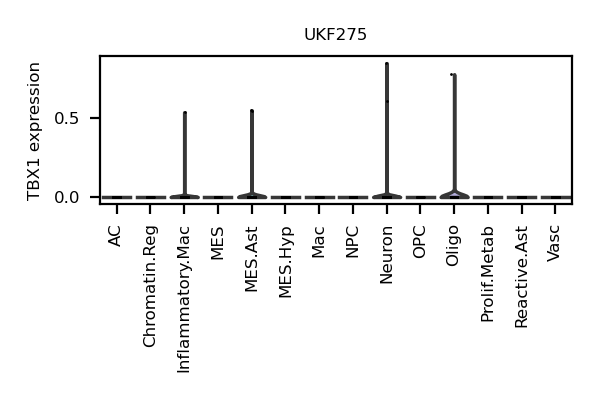 UKF275
TBX1 expression
0.5
0.0
AC
Chromatin.Reg
Inflammatory.Mac
MES
MES.Ast
MES.Hyp
Mac
NPC
Neuron
OPC
Oligo
Prolif.Metab
Reactive.Ast
Vasc